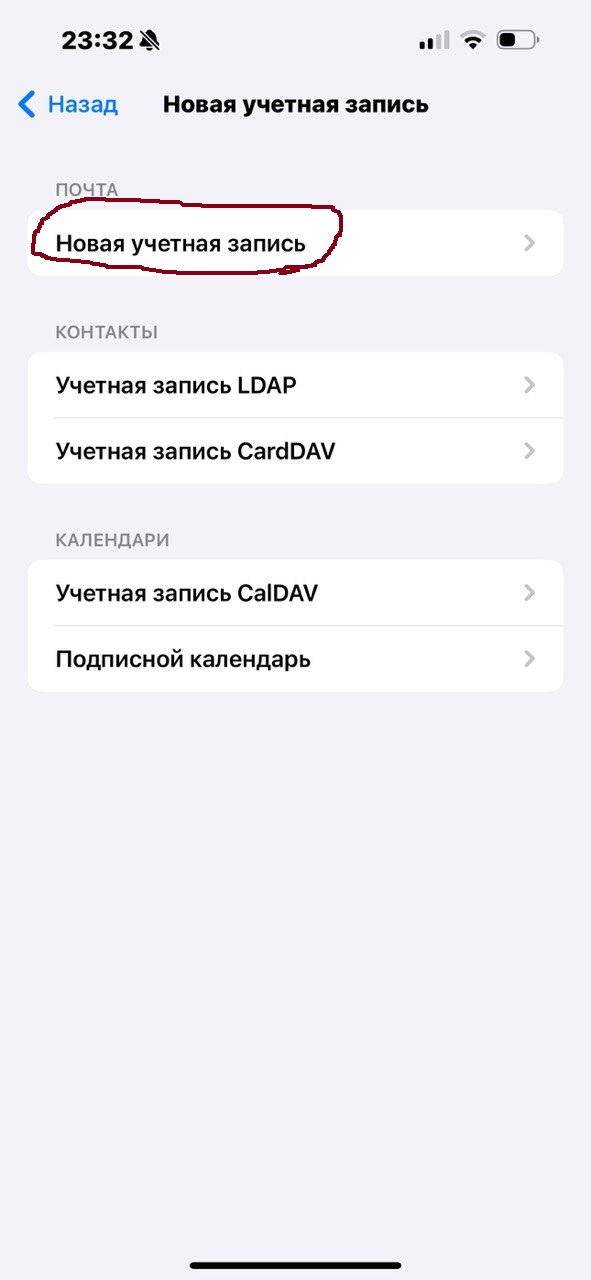 23:32
Назад
Новая учетная запись
ПОЧТА
Новая учетная запись
КОНТАКТЫ
Учетная запись LDAP
Учетная запись CardDAV
КАЛЕНДАРИ
Учетная запись CalDAV
Подписной календарь